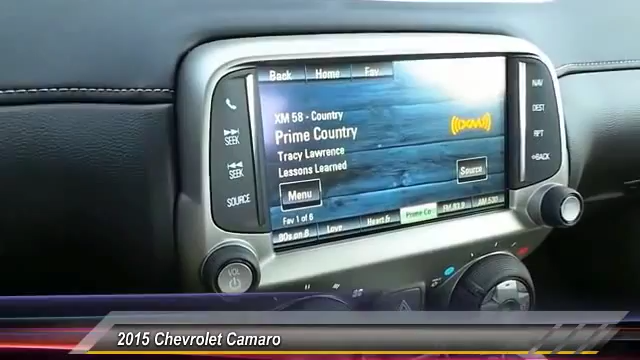 Back Home Fav
XM 58 - Country
Prime Country
((XM))
Tracy Lawrence
Lessons Learned
Menu
Source
Fav 1 of 6
80s on 8 Love Heart & Prime Co FM 87.9 AM 530
SEEK
SEEK
SOURCE
VOL
NAV
DEST
RPT
BACK
2015 Chevrolet Camaro